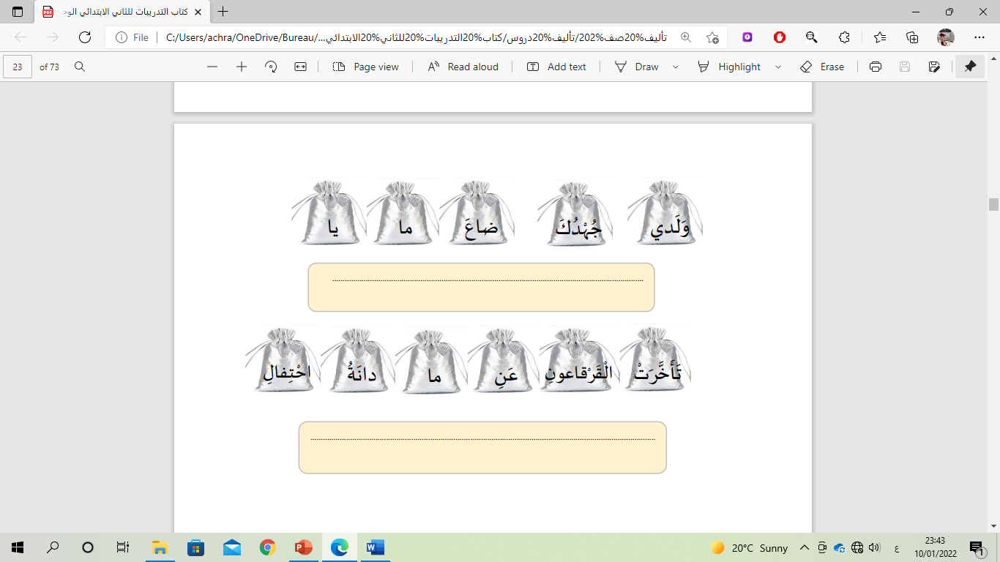 كتاب التدريبات للثاني الابتدائي الو
File
C:/Users/achra/OneDrive/Bureau/تأليف%20صف%202/تأليف%20دروس/كتاب%20التدريبات%20للثاني%20الابتدائي...
23 of 73
Page view
Read aloud
Add text
Draw
Highlight
Erase
وَلَدي جُهْدُكَ ضاعَ ما يا
تَأَخَّرَتْ الْقَرْقاعونِ عَنِ ما دانَةُ احْتِفالِ
20°C Sunny
ع
23:43
10/01/2022
1